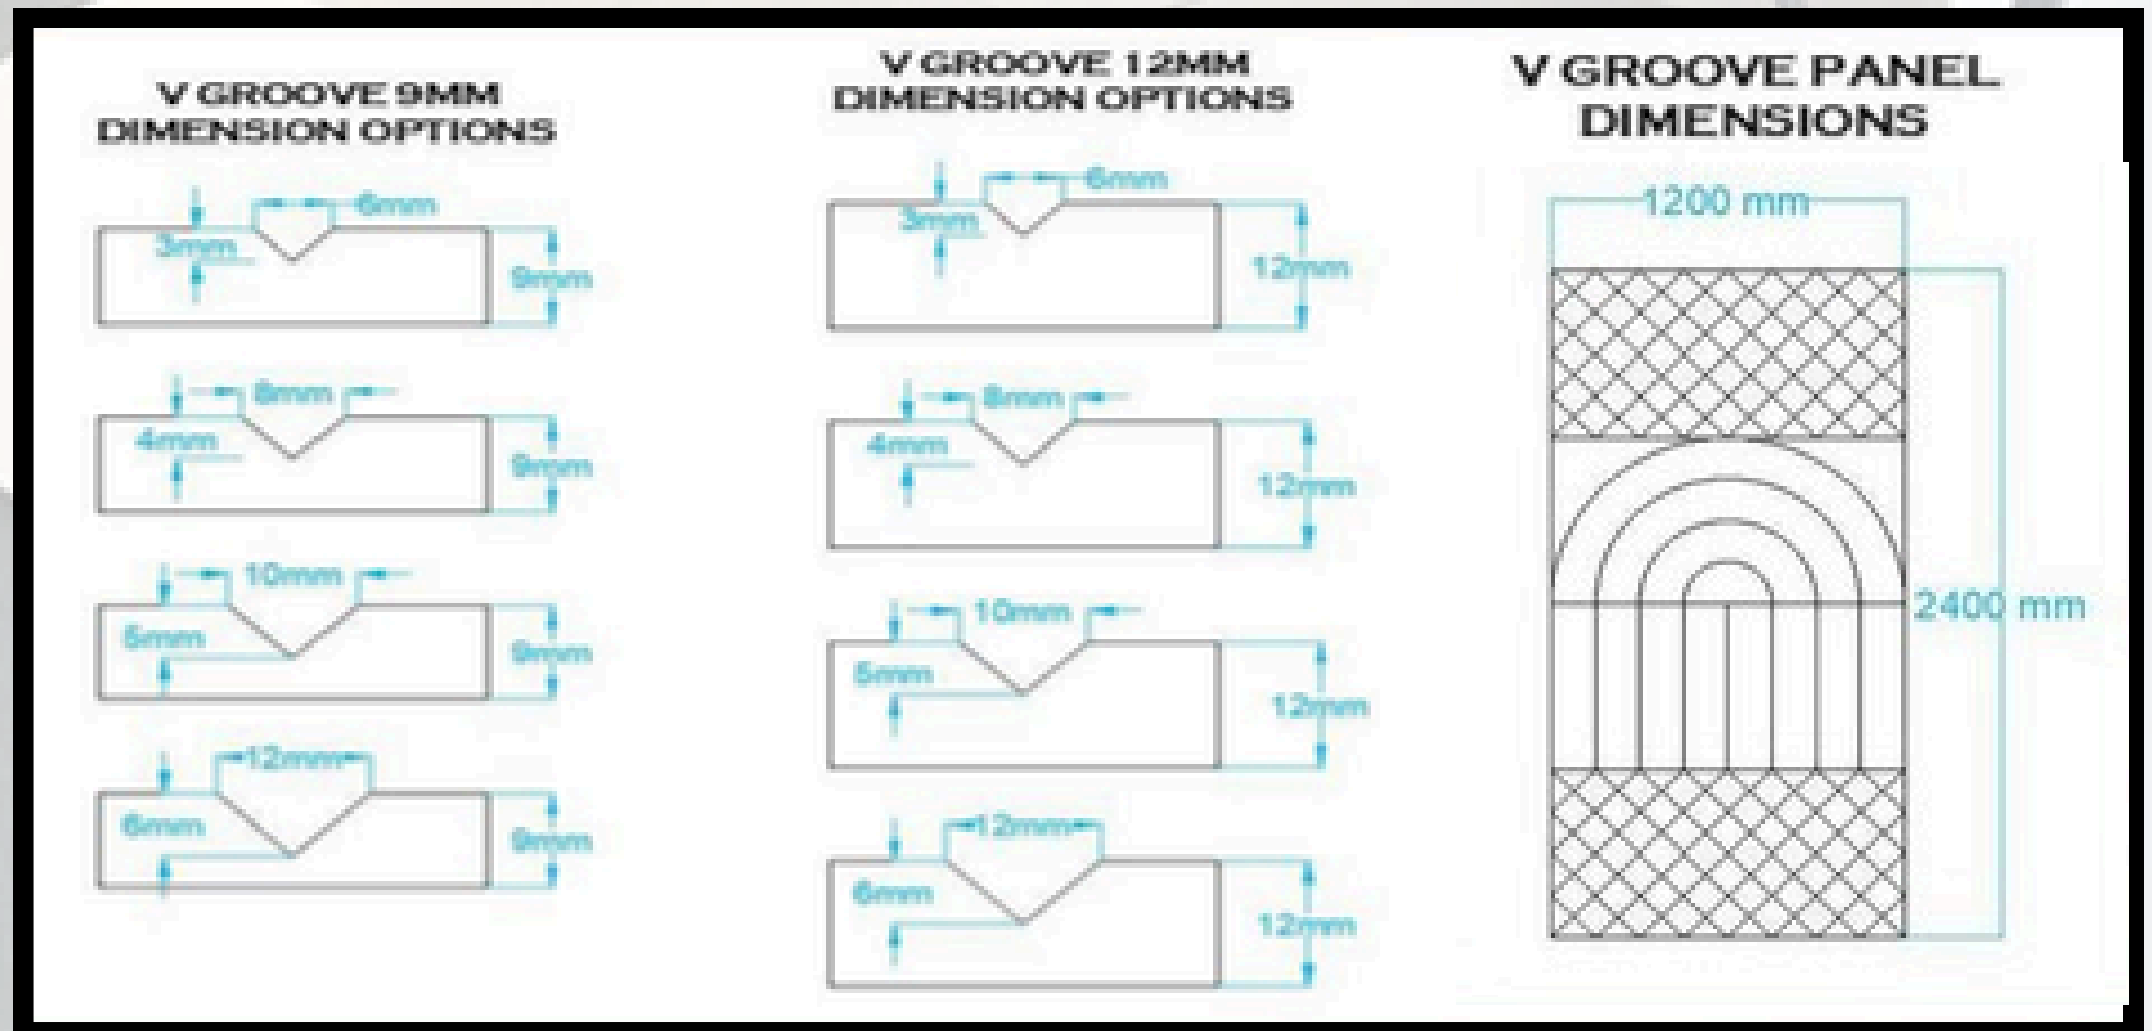 V GROOVE 9MM
DIMENSION OPTIONS
6mm
3mm
9mm
8mm
4mm
9mm
10mm
5mm
9mm
12mm
6mm
9mm
V GROOVE 12MM
DIMENSION OPTIONS
6mm
3mm
12mm
8mm
4mm
12mm
10mm
5mm
12mm
12mm
6mm
12mm
V GROOVE PANEL
DIMENSIONS
1200 mm
2400 mm